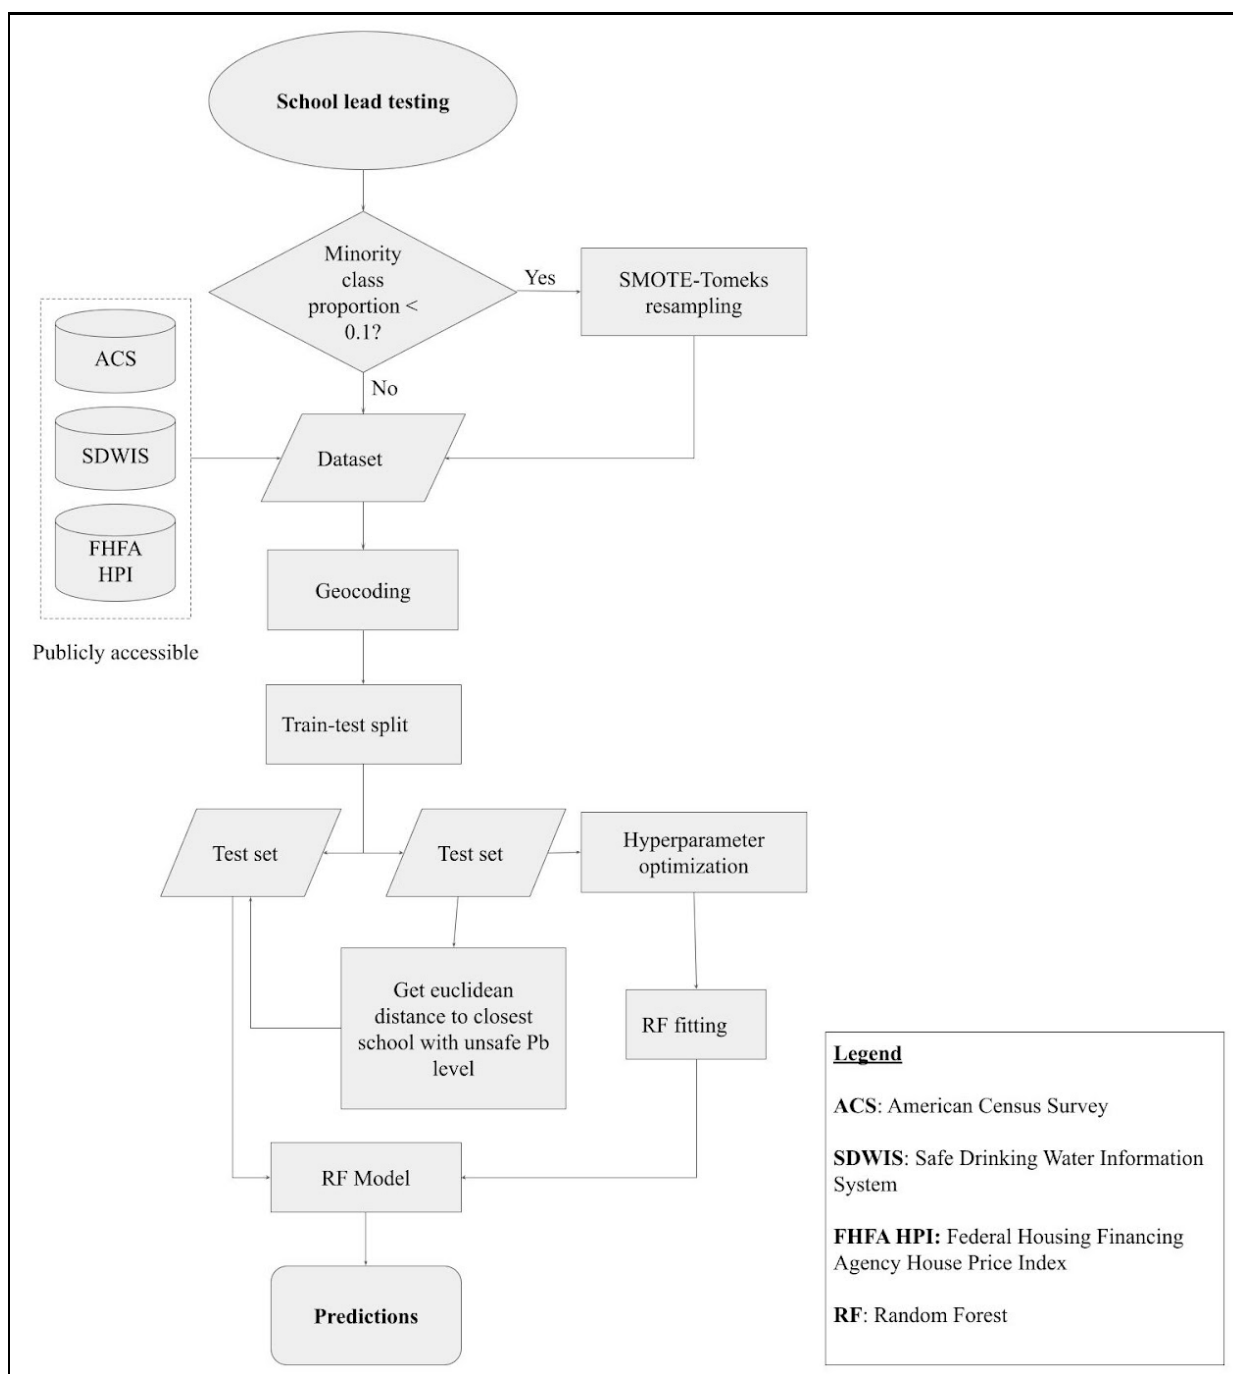 School lead testing
Minority
class
proportion <
0.1?
Yes
SMOTE-Tomeks
resampling
No
ACS
SDWIS
FHFA
HPI
Publicly accessible
Dataset
Geocoding
Train-test split
Test set
Test set
Hyperparameter
optimization
Get euclidean
distance to closest
school with unsafe Pb
level
RF fitting
RF Model
Predictions
Legend
ACS: American Census Survey
SDWIS: Safe Drinking Water Information
System
FHFA HPI: Federal Housing Financing
Agency House Price Index
RF: Random Forest